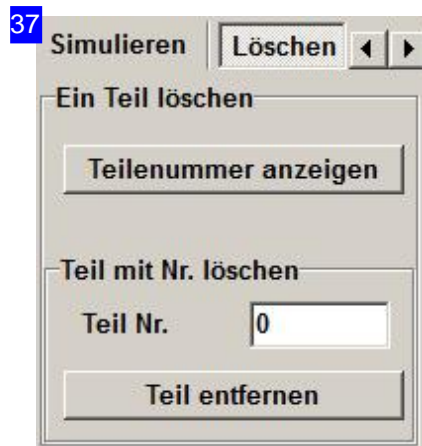 37
Simulieren Löschen
Ein Teil löschen
Teilenummer anzeigen
Teil mit Nr. löschen
Teil Nr. 0
Teil entfernen